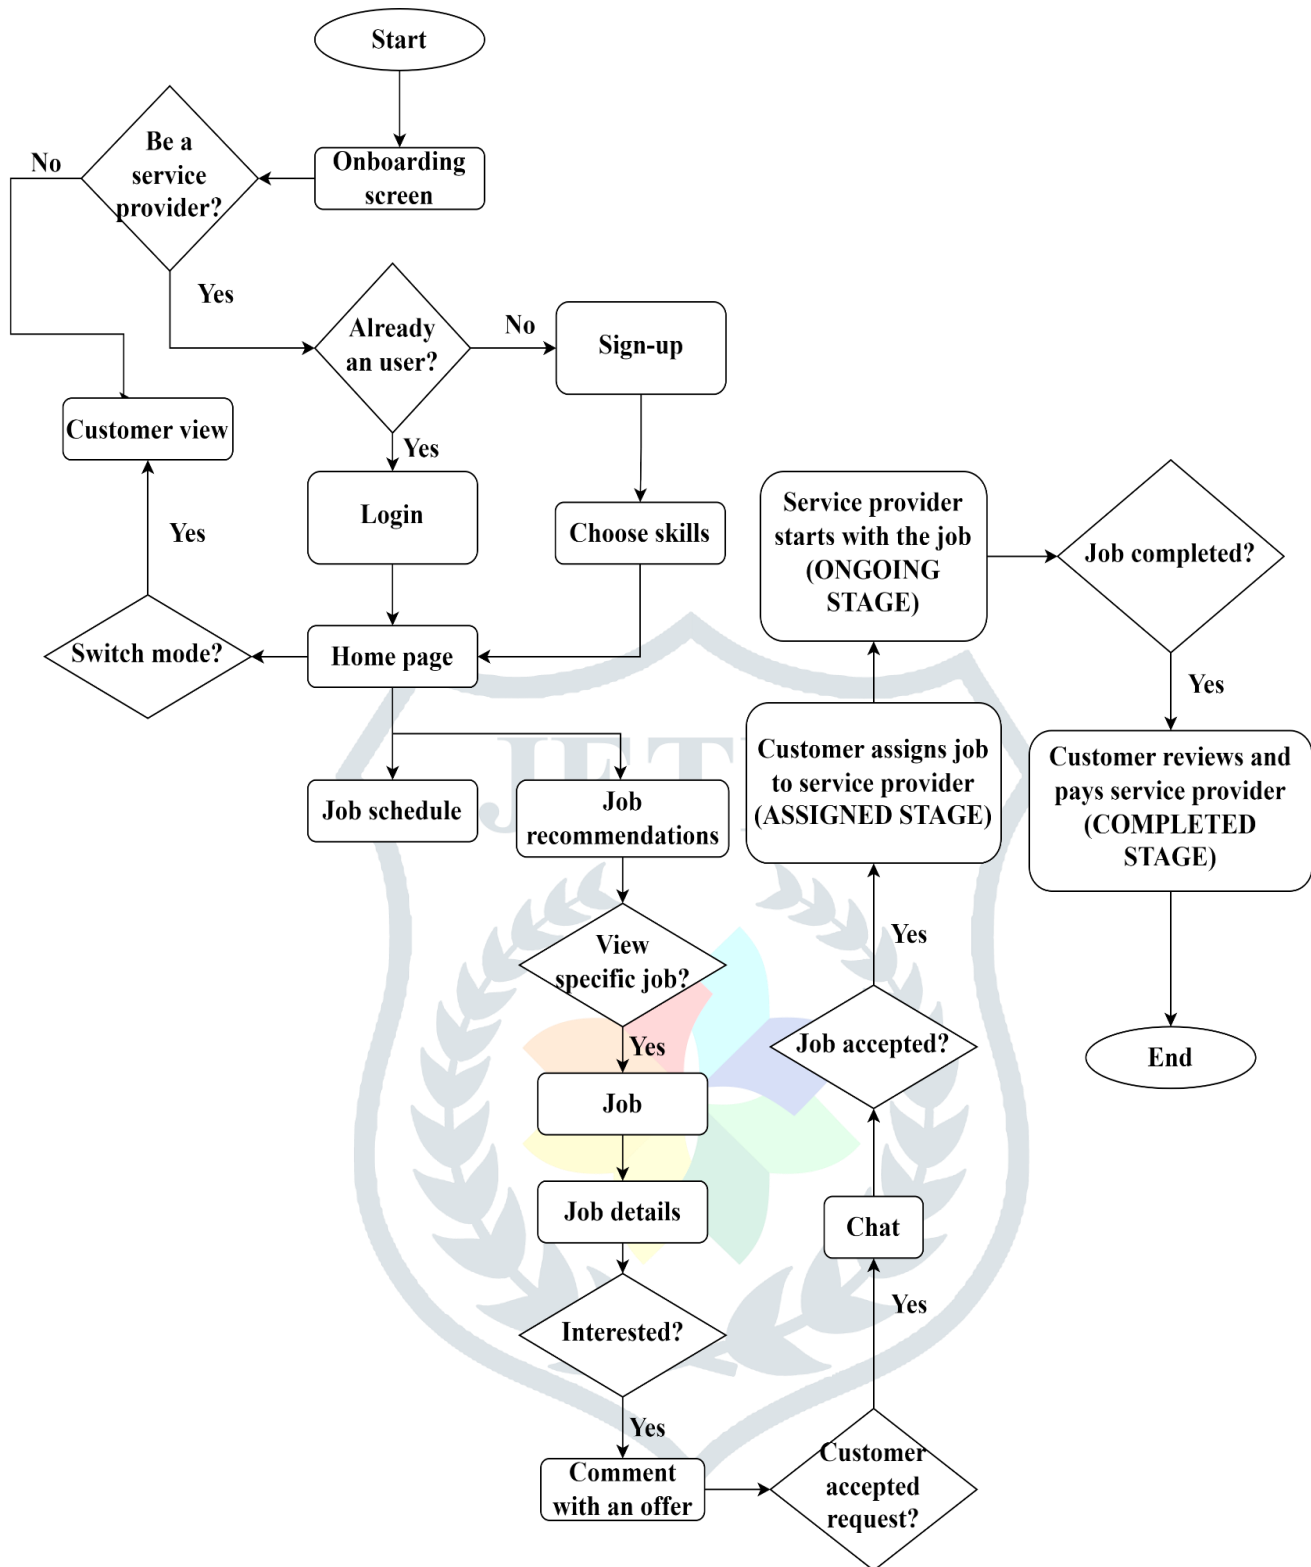 Start
Onboarding
screen
Be a
service
provider?
No
Yes
Already
an user?
No
Sign-up
Customer view
Yes
Login
Choose skills
Yes
Switch mode?
Home page
Job schedule
Job
recommendations
View
specific job?
Yes
Job
Job details
Interested?
Yes
Comment
with an offer
Customer
accepted
request?
Yes
Chat
Job accepted?
Yes
Customer assigns job
to service provider
(ASSIGNED STAGE)
Service provider
starts with the job
(ONGOING
STAGE)
Job completed?
Yes
Customer reviews and
pays service provider
(COMPLETED
STAGE)
End